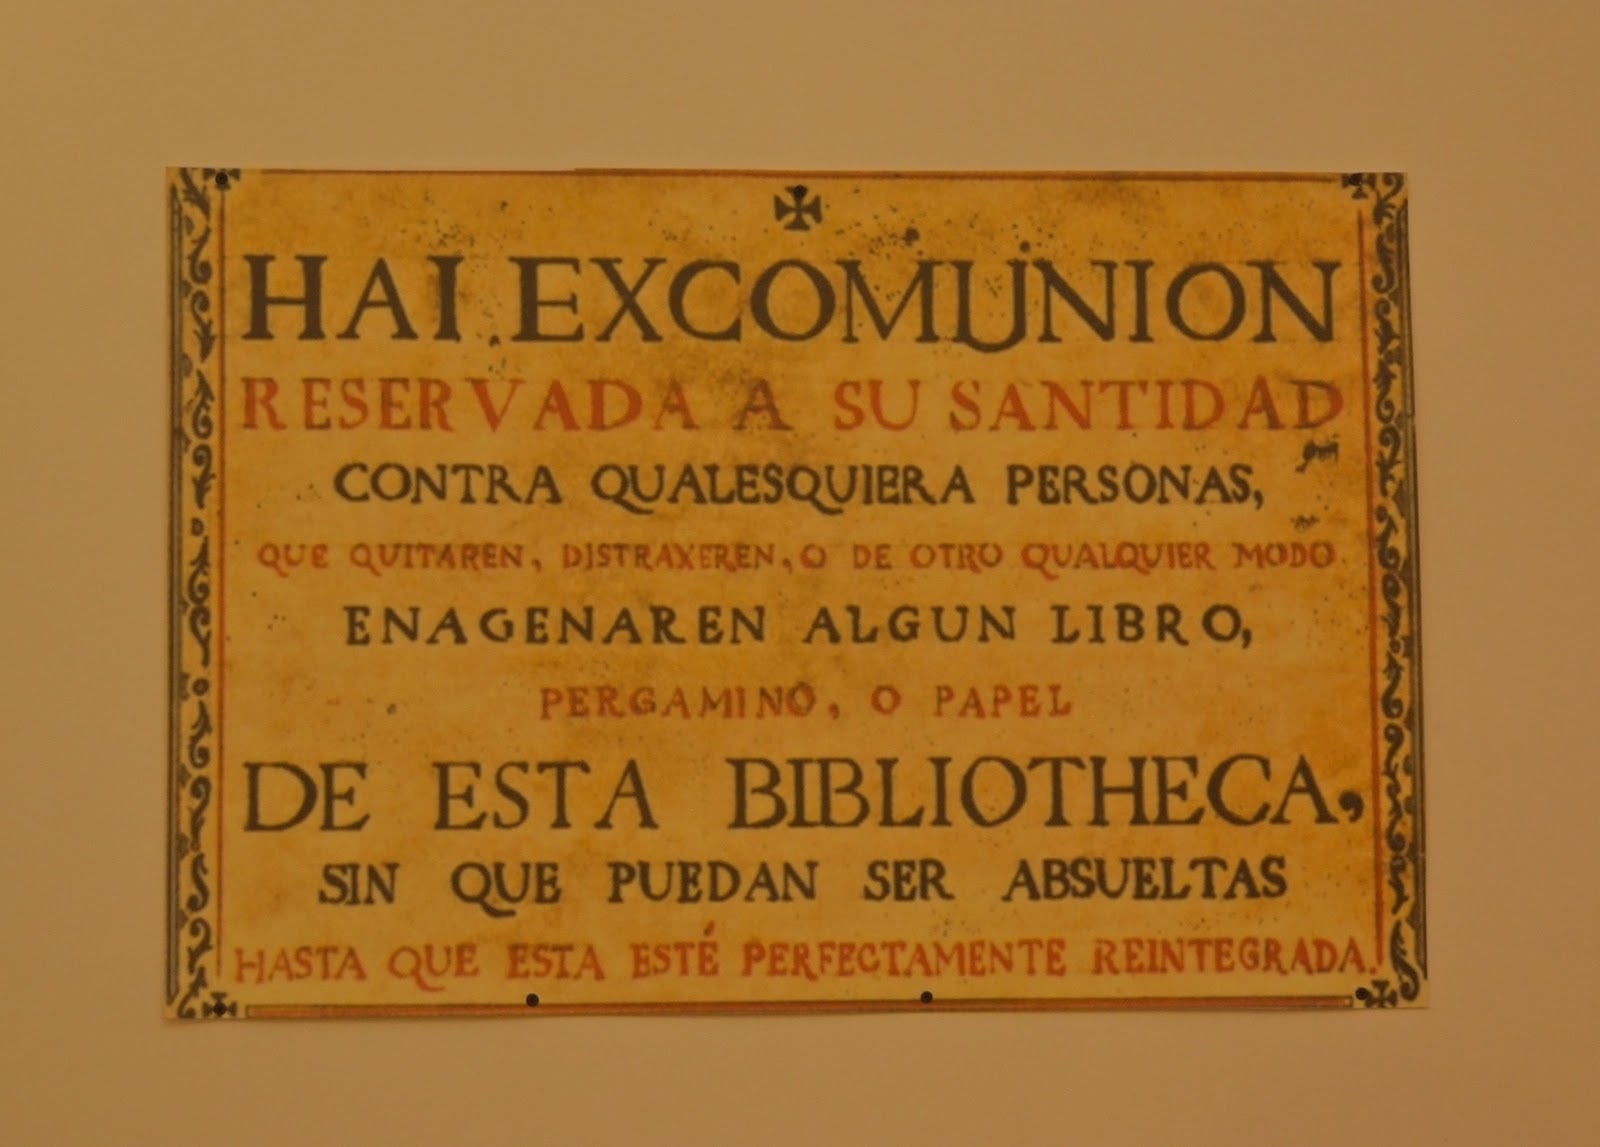 HAI EXCOMUNION
RESERVADA A SU SANTIDAD
CONTRA QUALESQUIERA PERSONAS,
QUE QUITAREN, DISTRAXEREN, O DE OTRO QUALQUIER MODO
ENAGENAREN ALGUN LIBRO,
PERGAMINO, O PAPEL
DE ESTA BIBLIOTHECA,
SIN QUE PUEDAN SER ABSUELTAS
HASTA QUE ESTA ESTÉ PERFECTAMENTE REINTEGRADA.